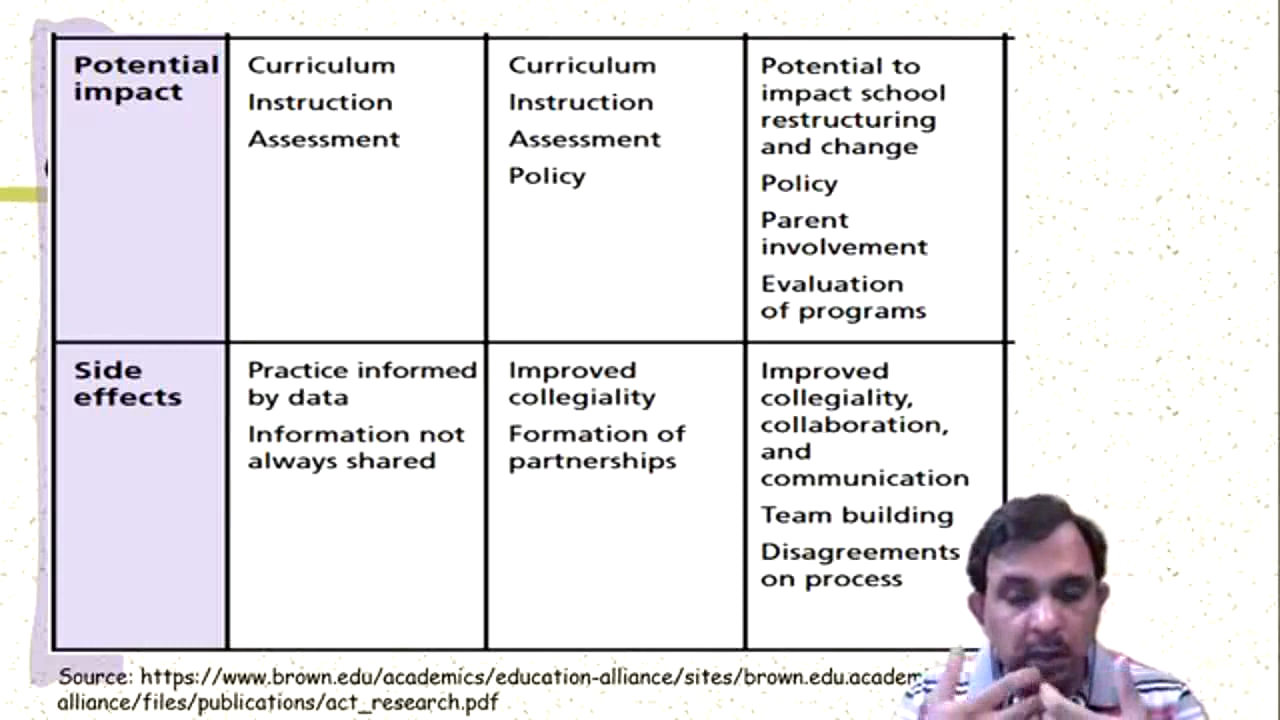 Potential
impact
Curriculum
Instruction
Assessment
Curriculum
Instruction
Assessment
Policy
Potential to
impact school
restructuring
and change
Policy
Parent
involvement
Evaluation
of programs
Side
effects
Practice informed
by data
Information not
always shared
Improved
collegiality
Formation of
partnerships
Improved
collegiality,
collaboration,
and
communication
Team building
Disagreements
on process
Source: https://www.brown.edu/academics/education-alliance/sites/brown.edu.academ
alliance/files/publications/act_research.pdf